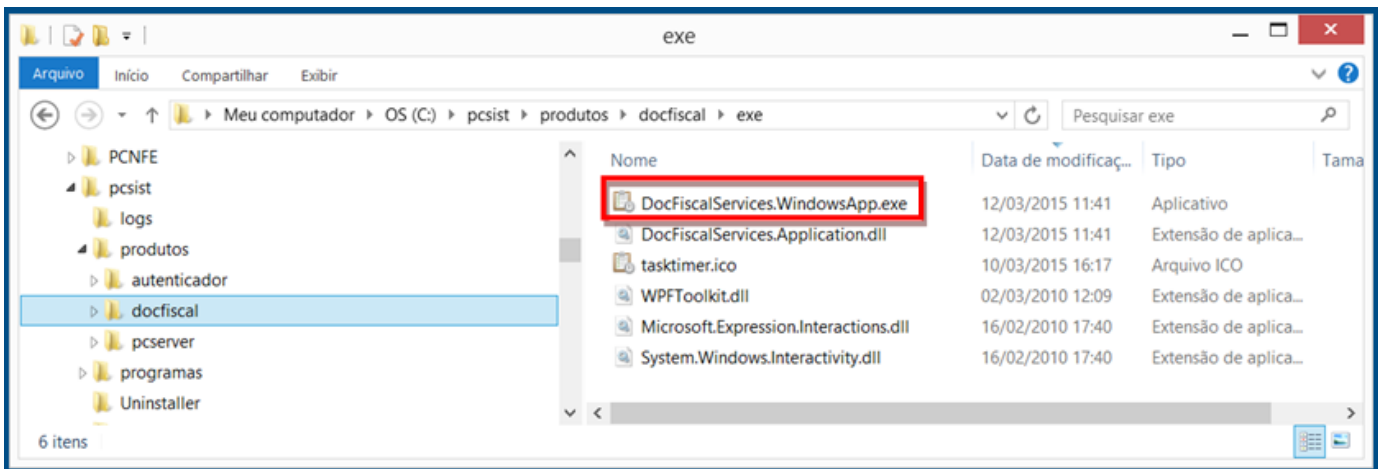 exe
Arquivo Início Compartilhar Exibir
Meu computador OS (C:) pcsist produtos docfiscal exe Pesquisar exe
PCNFE
pcsist
logs
produtos
autenticador
docfiscal
pcserver
programas
Uninstaller
Nome Data de modificaç... Tipo Tama
DocFiscalServices.WindowsApp.exe 12/03/2015 11:41 Aplicativo
DocFiscalServices.Application.dll 12/03/2015 11:41 Extensão de aplica...
tasktimer.ico 10/03/2015 16:17 Arquivo ICO
WPFToolkit.dll 02/03/2010 12:09 Extensão de aplica...
Microsoft.Expression.Interactions.dll 16/02/2010 17:40 Extensão de aplica...
System.Windows.Interactivity.dll 16/02/2010 17:40 Extensão de aplica...
6 itens